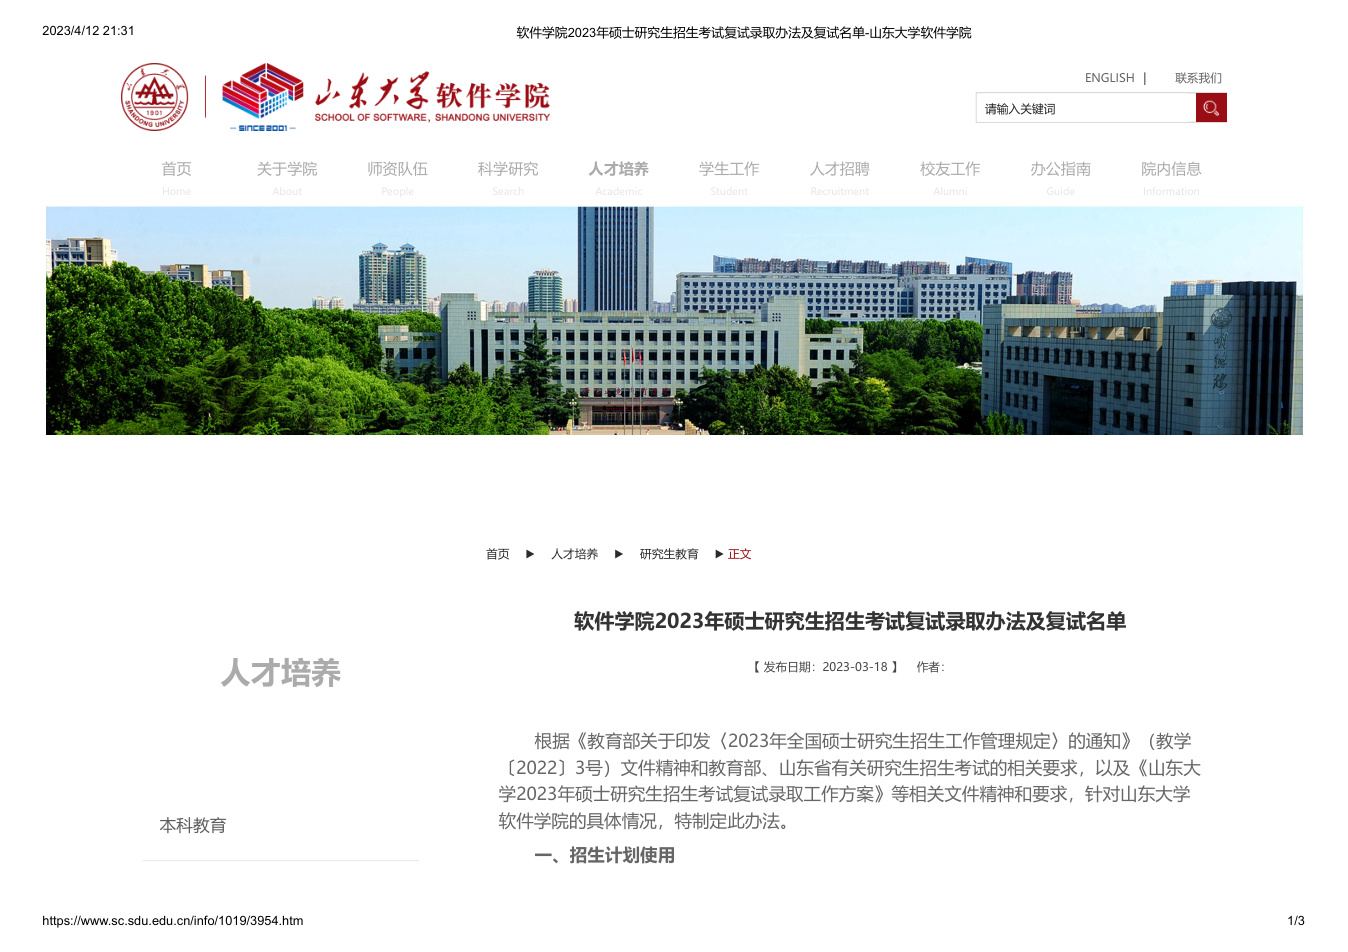 2023/4/12 21:31
软件学院2023年硕士研究生招生考试复试录取办法及复试名单-山东大学软件学院
SHANDONG UNIVERSITY
1901
SINCE 2001
山东大学软件学院
SCHOOL OF SOFTWARE, SHANDONG UNIVERSITY
ENGLISH | 联系我们
请输入关键词
首页 关于学院 师资队伍 科学研究 人才培养 学生工作 人才招聘 校友工作 办公指南 院内信息
Home About People Search Academic Student Recruitment Alumni Guide Information
首页 ▶ 人才培养 ▶ 研究生教育 ▶ 正文
软件学院2023年硕士研究生招生考试复试录取办法及复试名单
【 发布日期：2023-03-18 】 作者：
人才培养
本科教育
根据《教育部关于印发〈2023年全国硕士研究生招生工作管理规定〉的通知》（教学
〔2022〕3号）文件精神和教育部、山东省有关研究生招生考试的相关要求，以及《山东大
学2023年硕士研究生招生考试复试录取工作方案》等相关文件精神和要求，针对山东大学
软件学院的具体情况，特制定此办法。
一、招生计划使用
https://www.sc.sdu.edu.cn/info/1019/3954.htm
1/3